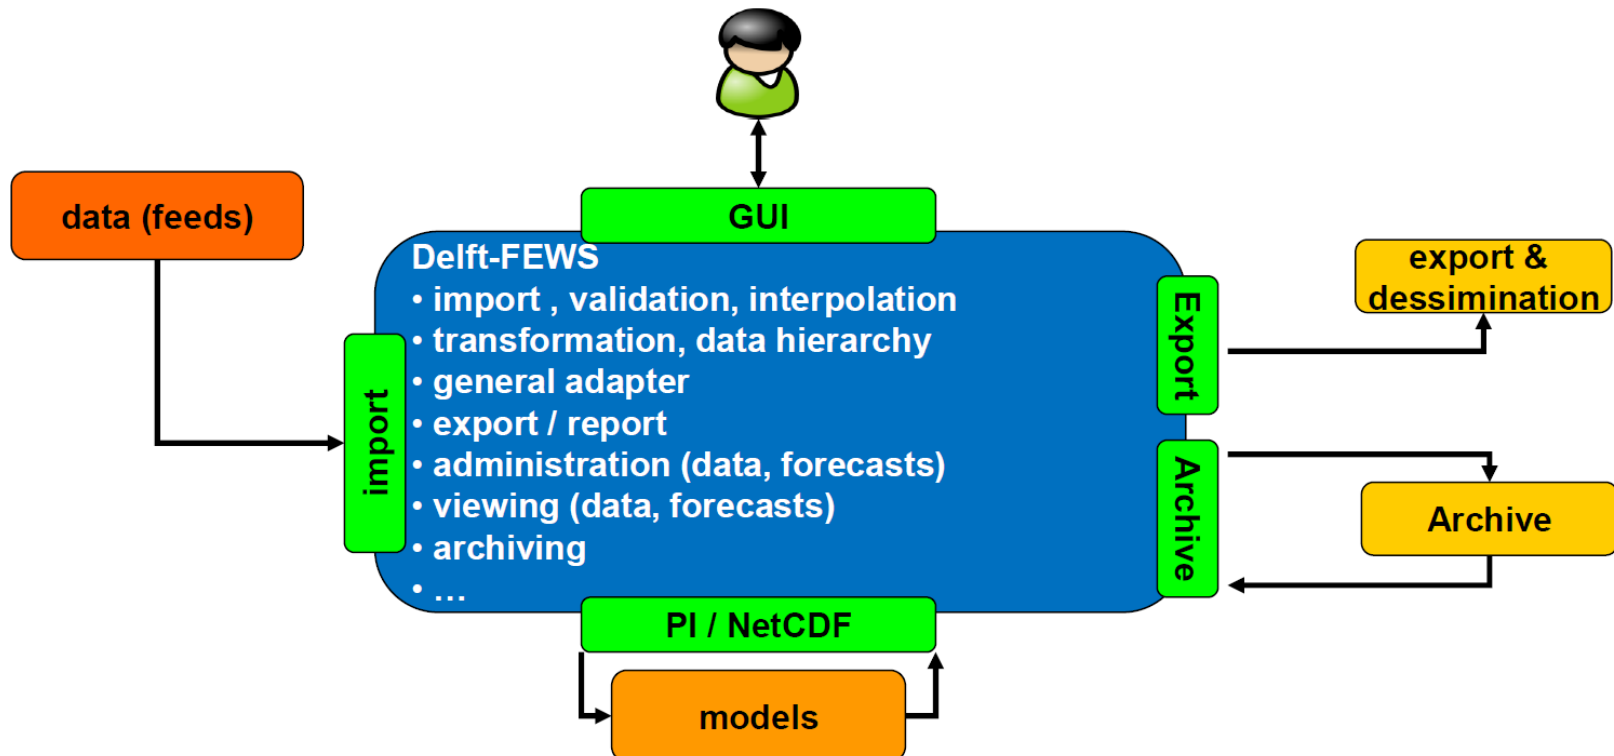 data (feeds)
GUI
Delft-FEWS
• import , validation, interpolation
• transformation, data hierarchy
• general adapter
• export / report
• administration (data, forecasts)
• viewing (data, forecasts)
• archiving
• ...
import
Export
Archive
export &
dessimination
Archive
PI / NetCDF
models